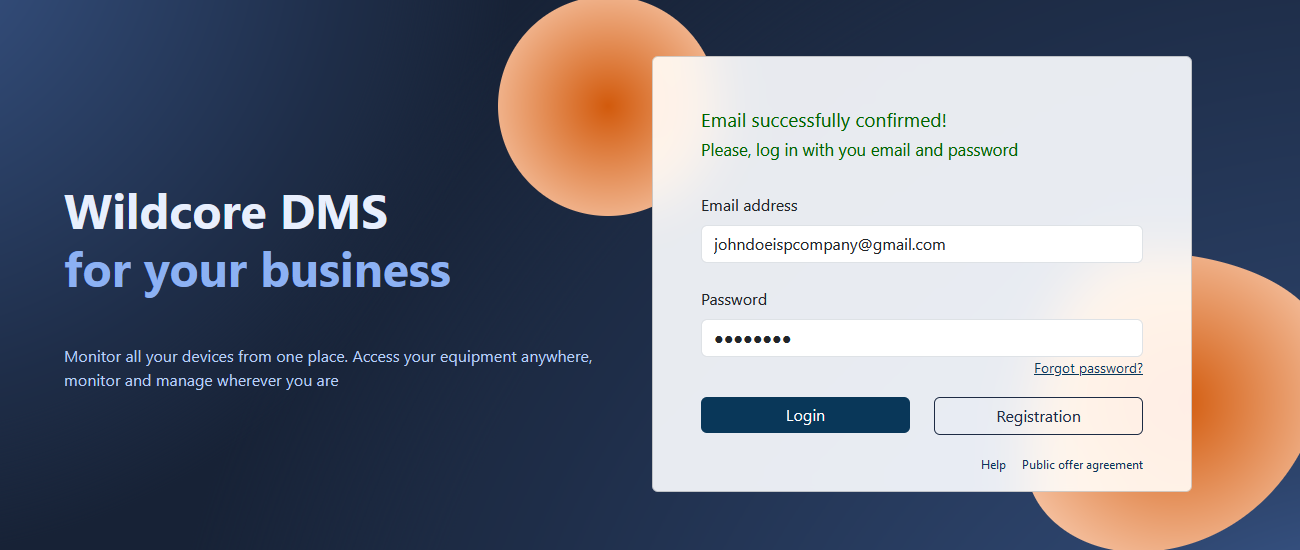 Wildcore DMS
for your business
Monitor all your devices from one place. Access your equipment anywhere,
monitor and manage wherever you are
Email successfully confirmed!
Please, log in with you email and password
Email address
johndoeispcompany@gmail.com
Password
●●●●●●●●
Forgot password?
Login
Registration
Help
Public offer agreement